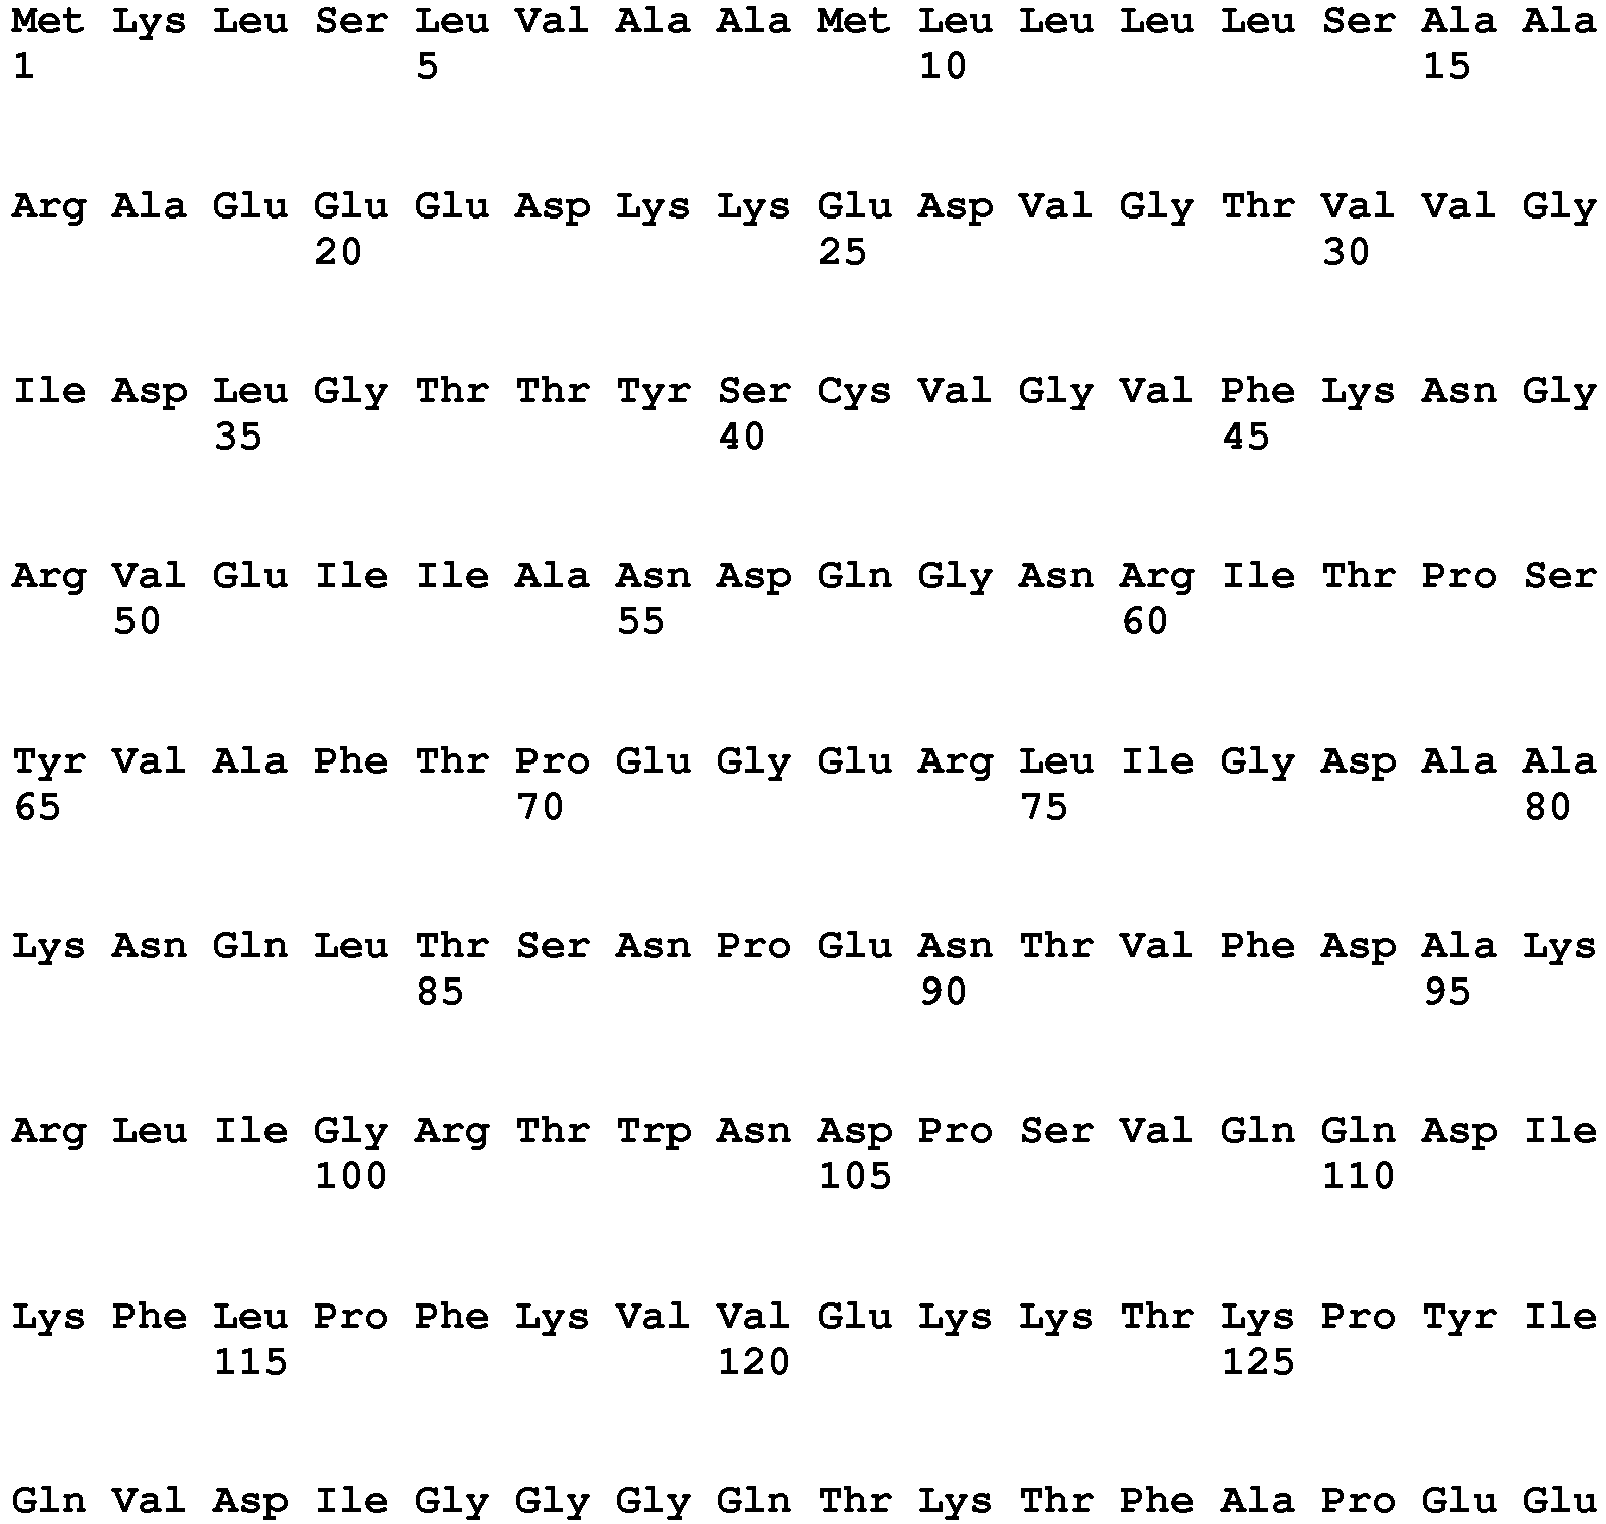 Met Lys Leu Ser Leu Val Ala Ala Met Leu Leu Leu Leu Ser Ala Ala
1 5 10 15
Arg Ala Glu Glu Glu Asp Lys Lys Glu Asp Val Gly Thr Val Val Gly
20 25 30
Ile Asp Leu Gly Thr Thr Tyr Ser Cys Val Gly Val Phe Lys Asn Gly
35 40 45
Arg Val Glu Ile Ile Ala Asn Asp Gln Gly Asn Arg Ile Thr Pro Ser
50 55 60
Tyr Val Ala Phe Thr Pro Glu Gly Glu Arg Leu Ile Gly Asp Ala Ala
65 70 75 80
Lys Asn Gln Leu Thr Ser Asn Pro Glu Asn Thr Val Phe Asp Ala Lys
85 90 95
Arg Leu Ile Gly Arg Thr Trp Asn Asp Pro Ser Val Gln Gln Asp Ile
100 105 110
Lys Phe Leu Pro Phe Lys Val Val Glu Lys Lys Thr Lys Pro Tyr Ile
115 120 125
Gln Val Asp Ile Gly Gly Gly Gln Thr Lys Thr Phe Ala Pro Glu Glu